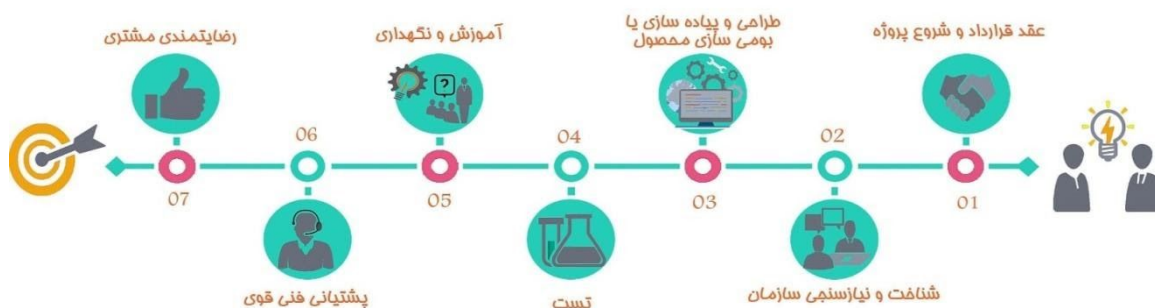 عقد قرارداد و شروع پروژه
01
شناخت و نیازسنجی سازمان
02
طراحی و پیاده سازی یا
بومی سازی محصول
03
تست
04
آموزش و نگهداری
05
پشتیبانی فنی قوی
06
رضایتمندی مشتری
07
?